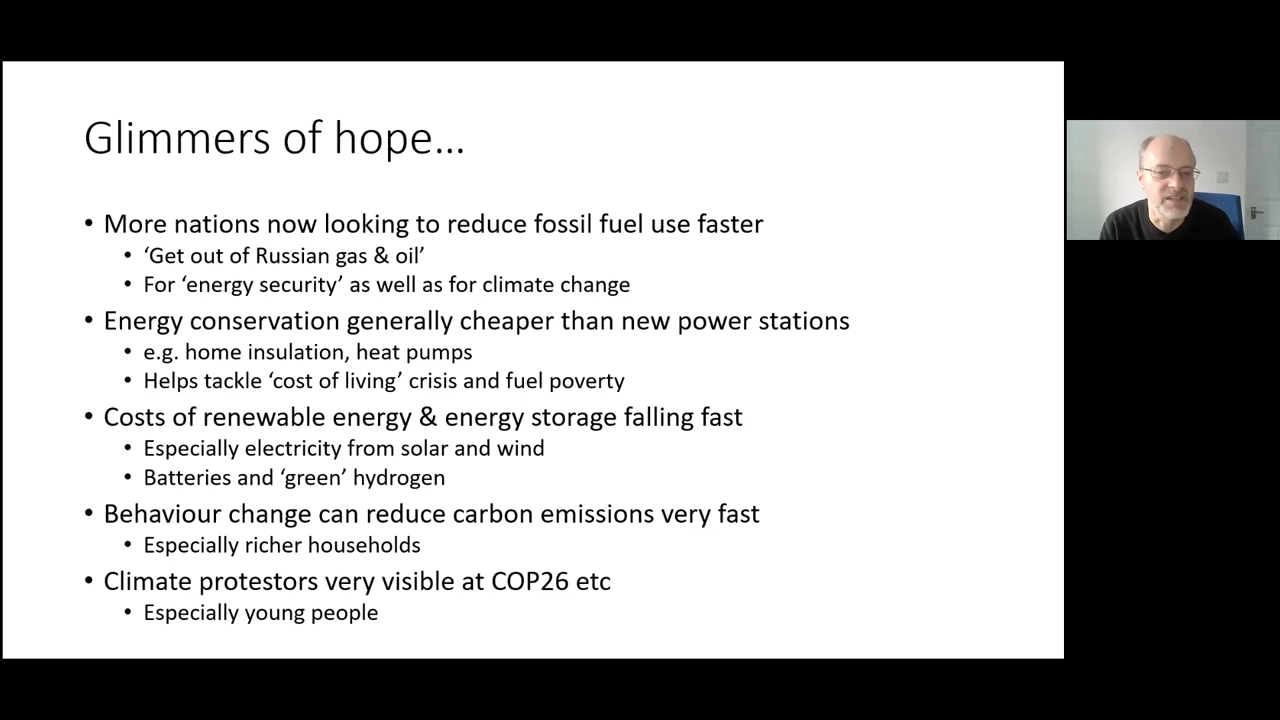 Glimmers of hope...
• More nations now looking to reduce fossil fuel use faster
• ‘Get out of Russian gas & oil’
• For ‘energy security’ as well as for climate change
• Energy conservation generally cheaper than new power stations
• e.g. home insulation, heat pumps
• Helps tackle ‘cost of living’ crisis and fuel poverty
• Costs of renewable energy & energy storage falling fast
• Especially electricity from solar and wind
• Batteries and ‘green’ hydrogen
• Behaviour change can reduce carbon emissions very fast
• Especially richer households
• Climate protestors very visible at COP26 etc
• Especially young people